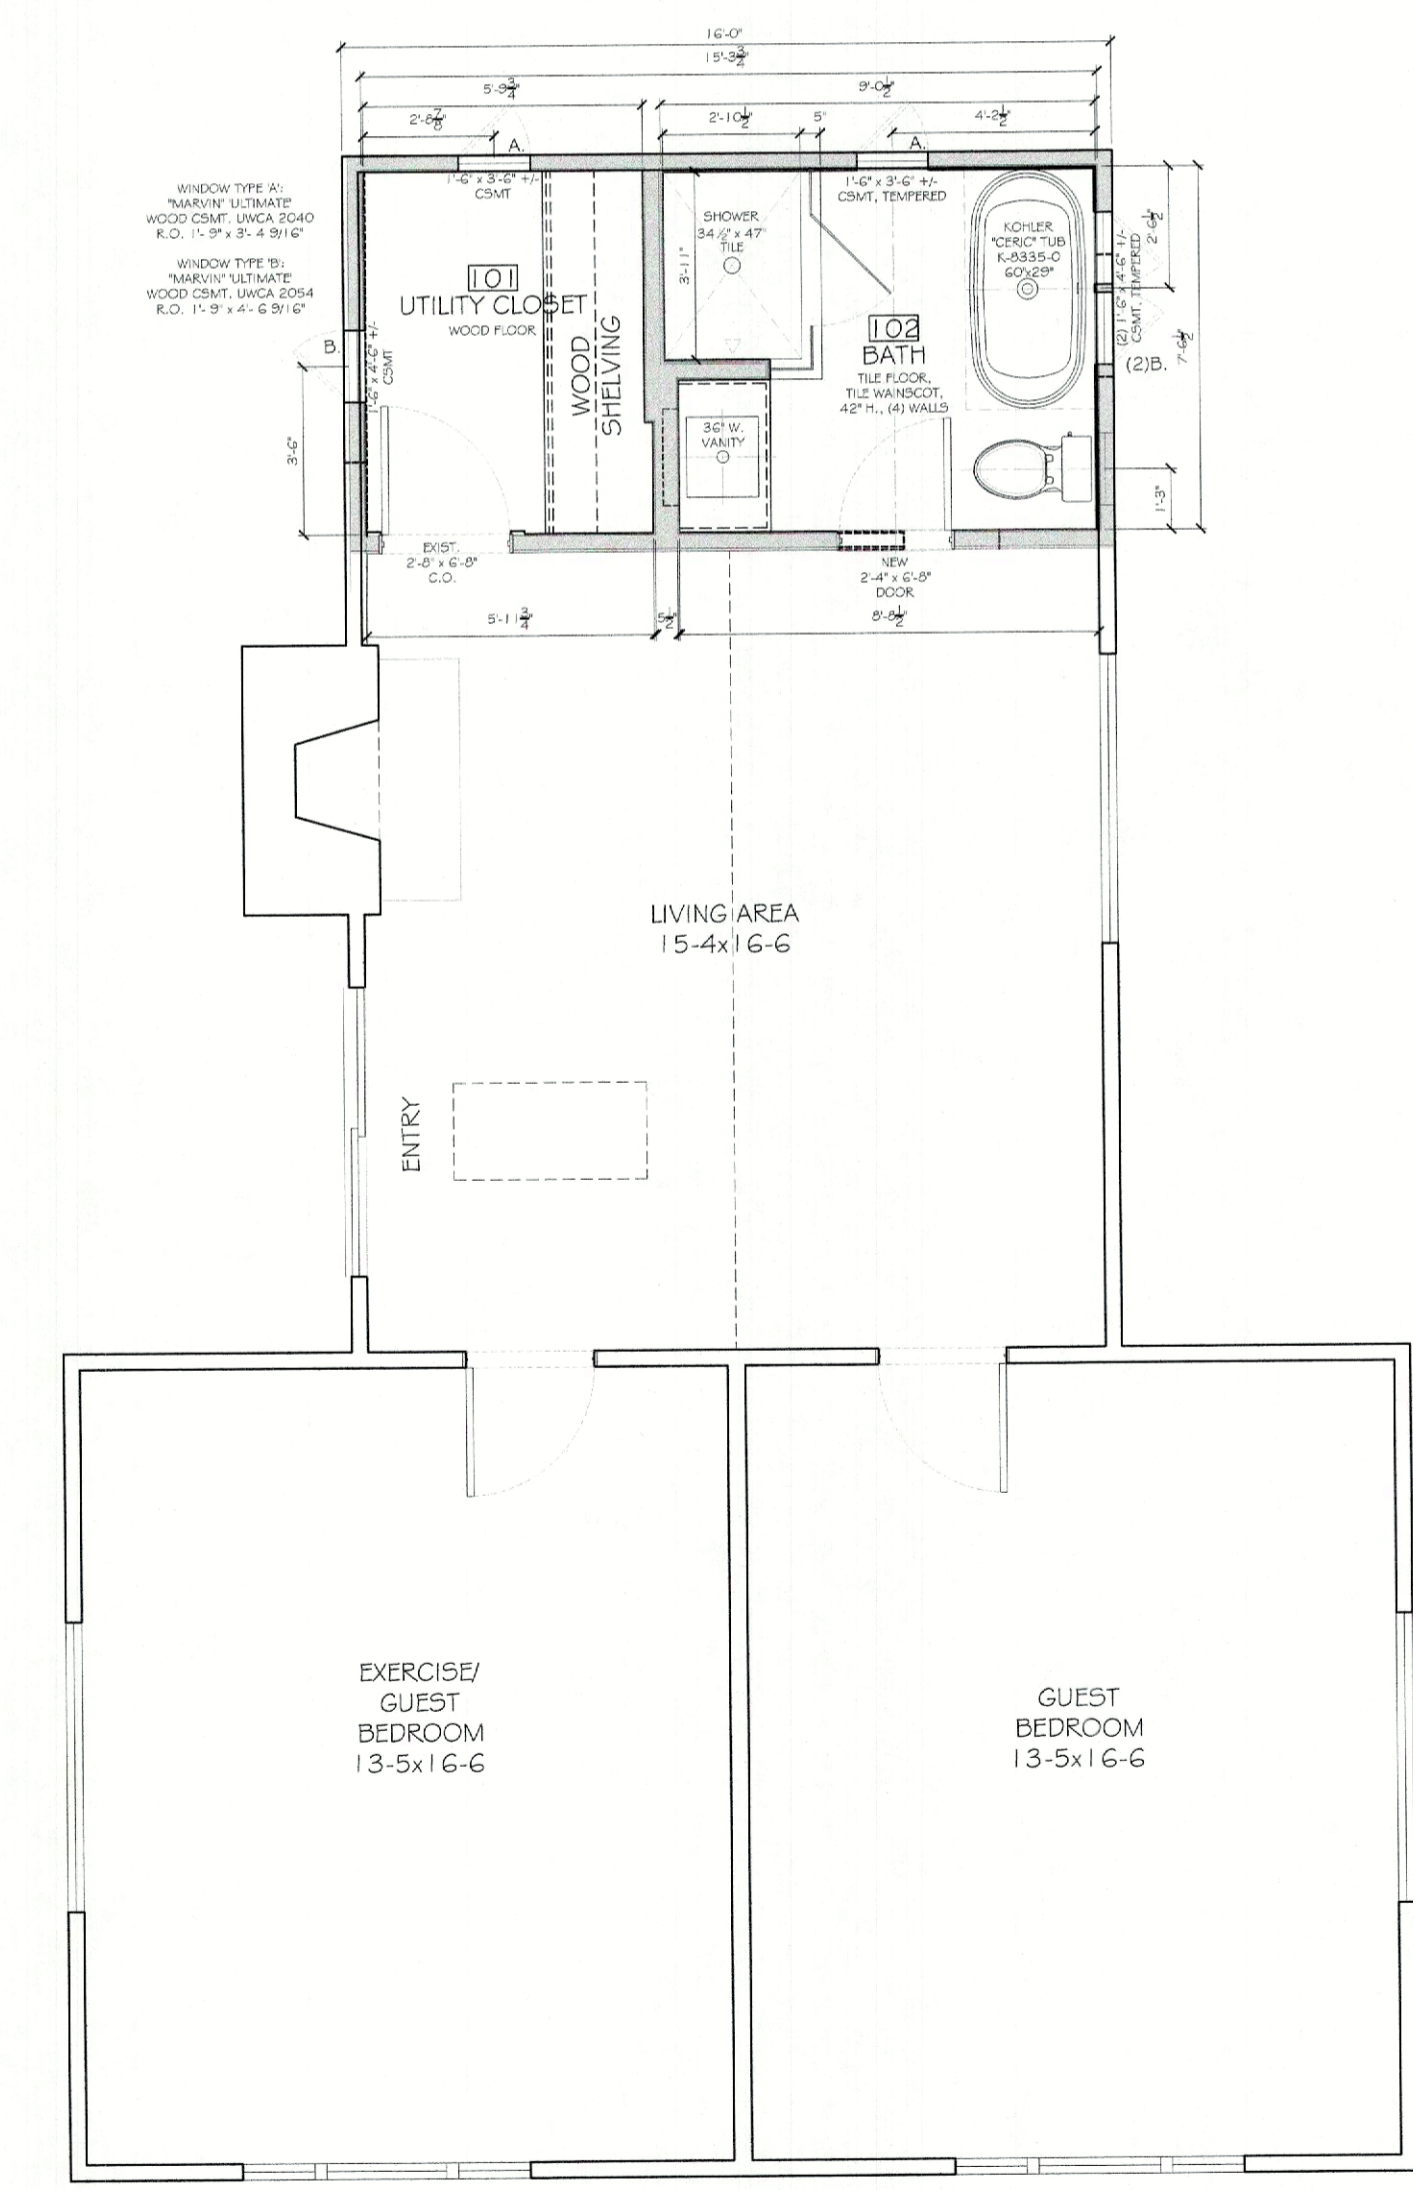 16'-0"
15'-3 3/4"
5'-9 3/4"
9'-0 1/2"
2'-8 7/8"
2'-10 1/2"
5"
4'-2 1/2"
A.
A.
1'-6" x 3'-6" +/-
CSMT
1'-6" x 3'-6" +/-
CSMT, TEMPERED
WINDOW TYPE 'A':
"MARVIN" 'ULTIMATE'
WOOD CSMT. UWCA 2040
R.O. 1'- 9" x 3'- 4 9/16"
WINDOW TYPE 'B':
"MARVIN" 'ULTIMATE'
WOOD CSMT. UWCA 2054
R.O. 1'- 9" x 4'- 6 9/16"
101
UTILITY CLOSET
WOOD FLOOR
WOOD
SHELVING
B.
1'-6" x 4'-6" +/-
CSMT
3'-6"
SHOWER
34 1/2" x 47"
TILE
3'-11"
KOHLER
"CERIC" TUB
K-8335-0
60"x29"
102
BATH
TILE FLOOR,
TILE WAINSCOT,
42" H., (4) WALLS
36" W.
VANITY
(2) 1'-6" x 4'-6" +/-
CSMT, TEMPERED
(2)B.
2'-6 1/2"
7'-6 1/2"
1'-3"
EXIST.
2'-8" x 6'-8"
C.O.
NEW
2'-4" x 6'-8"
DOOR
5'-11 3/4"
5 1/2"
8'-8 1/2"
LIVING AREA
15-4x16-6
ENTRY
EXERCISE/
GUEST
BEDROOM
13-5x16-6
GUEST
BEDROOM
13-5x16-6